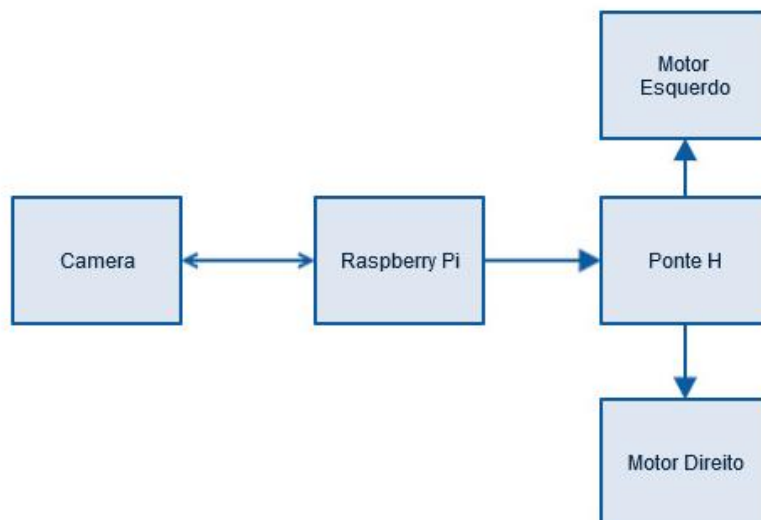 Motor
Esquerdo
Camera
Raspberry Pi
Ponte H
Motor Direito